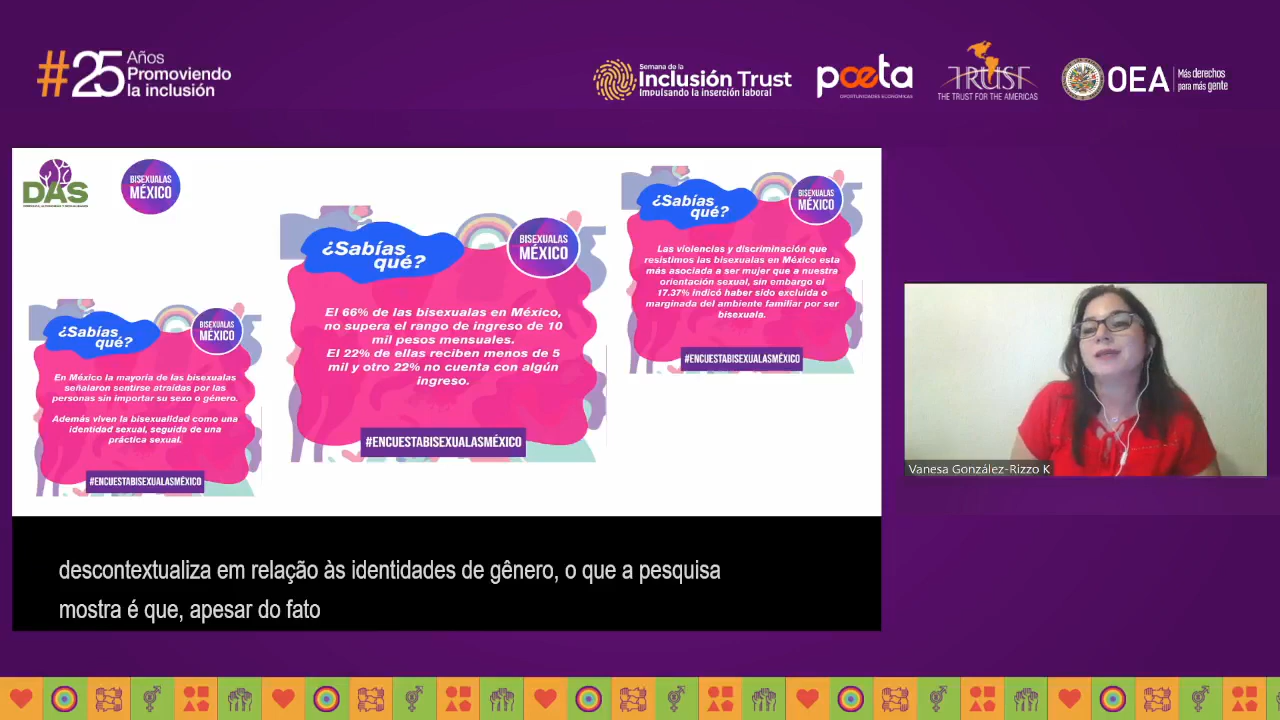 #25 Años
Promoviendo
la inclusión
Semana de la
Inclusión Trust
Impulsando la inserción laboral
poeta
OPORTUNIDADES ECONÓMICAS
TRUST
THE TRUST FOR THE AMERICAS
OEA
Más derechos
para más gente
DAS
BISEXUALAS
MÉXICO
¿Sabías
qué?
BISEXUALAS
MÉXICO
En México la mayoría de las bisexualas
señalaron sentirse atraídas por las
personas sin importar su sexo o género.
Además viven la bisexualidad como una
identidad sexual, seguida de una
práctica sexual.
#ENCUESTABISEXUALASMÉXICO
¿Sabías
qué?
BISEXUALAS
MÉXICO
El 66% de las bisexualas en México,
no supera el rango de ingreso de 10
mil pesos mensuales.
El 22% de ellas reciben menos de 5
mil y otro 22% no cuenta con algún
ingreso.
#ENCUESTABISEXUALASMÉXICO
¿Sabías
qué?
BISEXUALAS
MÉXICO
Las violencias y discriminación que
resistimos las bisexualas en México esta
más asociada a ser mujer que a nuestra
orientación sexual, sin embargo el
17.37% indicó haber sido excluida o
marginada del ambiente familiar por ser
bisexuala.
#ENCUESTABISEXUALASMÉXICO
Vanesa González-Rizzo K
descontextualiza em relação às identidades de gênero, o que a pesquisa
mostra é que, apesar do fato